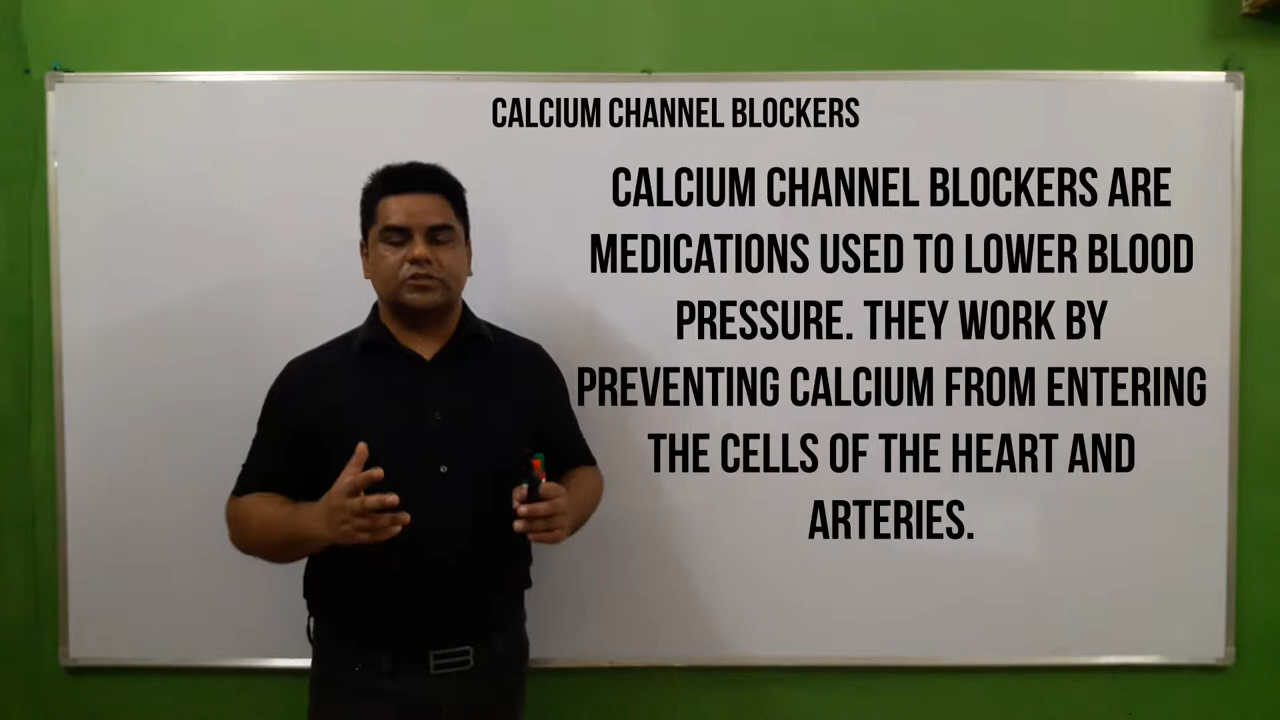 CALCIUM CHANNEL BLOCKERS
CALCIUM CHANNEL BLOCKERS ARE
MEDICATIONS USED TO LOWER BLOOD
PRESSURE. THEY WORK BY
PREVENTING CALCIUM FROM ENTERING
THE CELLS OF THE HEART AND
ARTERIES.